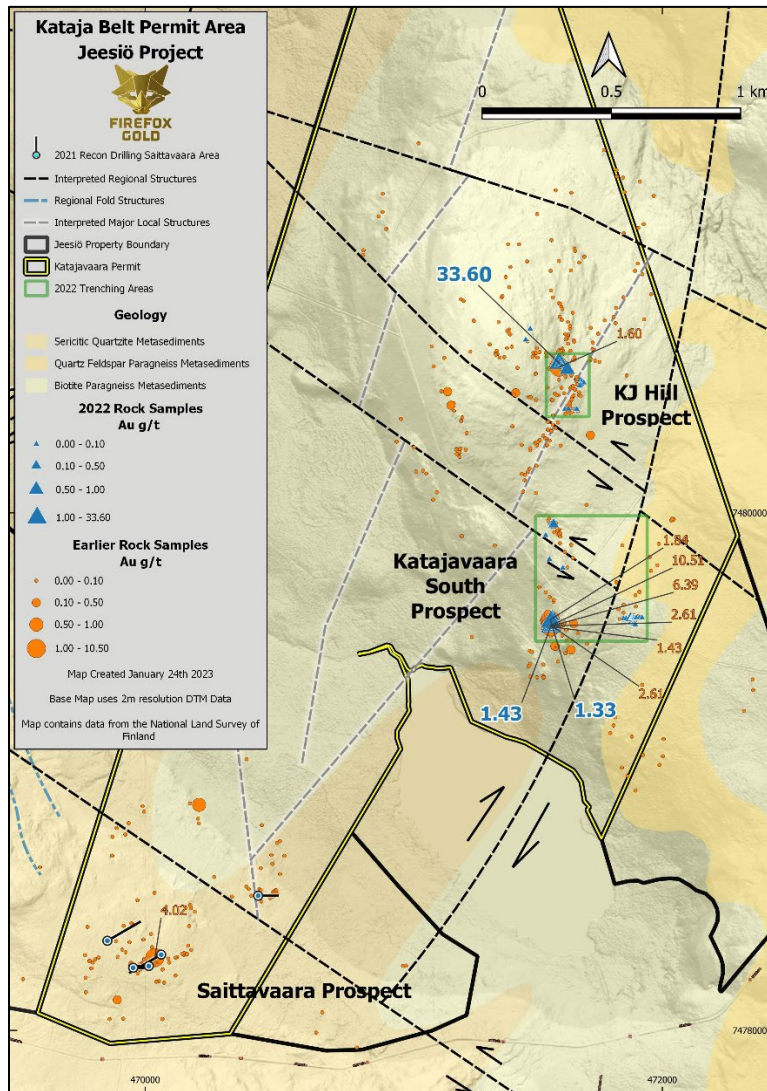 Kataja Belt Permit Area
Jeesiö Project
FIREFOX
GOLD
2021 Recon Drilling Saittavaara Area
Interpreted Regional Structures
Regional Fold Structures
Interpreted Major Local Structures
Jeesiö Property Boundary
Katajavaara Permit
2022 Trenching Areas
Geology
Sericitic Quartzite Metasediments
Quartz Feldspar Paragneiss Metasediments
Biotite Paragneiss Metasediments
2022 Rock Samples
Au g/t
0.00 - 0.10
0.10 - 0.50
0.50 - 1.00
1.00 - 33.60
Earlier Rock Samples
Au g/t
0.00 - 0.10
0.10 - 0.50
0.50 - 1.00
1.00 - 10.50
Map Created January 24th 2023
Base Map uses 2m resolution DTM Data
Map contains data from the National Land Survey of
Finland
0 0.5 1 km
33.60
1.60
KJ Hill
Prospect
7480000
Katajavaara
South
Prospect
1.84
10.51
6.39
2.61
1.43
2.61
1.43
1.33
4.02
Saittavaara Prospect
7478000
470000
472000